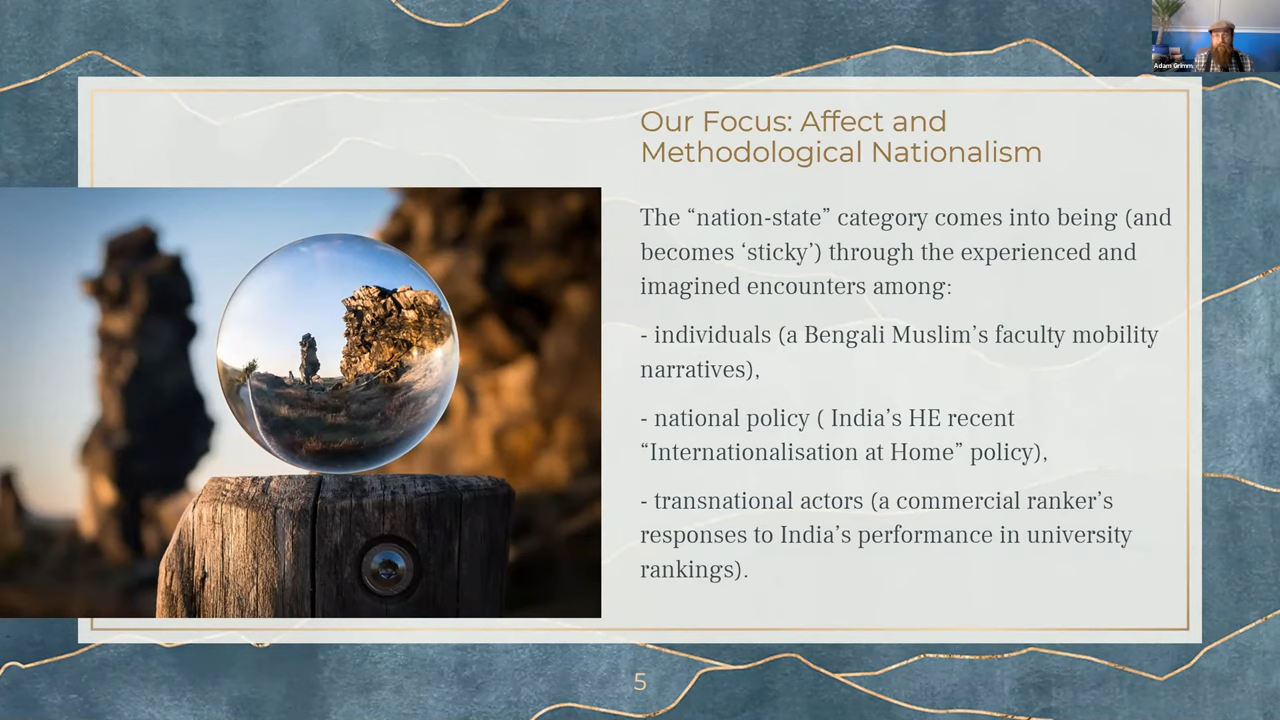 Adam Grimm
Our Focus: Affect and
Methodological Nationalism
The “nation-state” category comes into being (and
becomes ‘sticky’) through the experienced and
imagined encounters among:
- individuals (a Bengali Muslim’s faculty mobility
narratives),
- national policy ( India’s HE recent
“Internationalisation at Home” policy),
- transnational actors (a commercial ranker’s
responses to India’s performance in university
rankings).
5